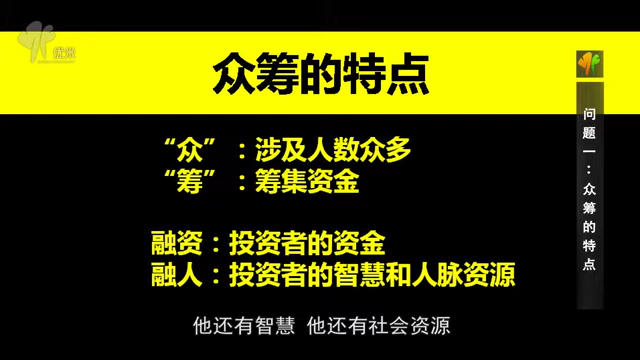 优米
众筹的特点
“众”：涉及人数众多
“筹”：筹集资金
融资：投资者的资金
融人：投资者的智慧和人脉资源
问题一：众筹的特点
他还有智慧 他还有社会资源